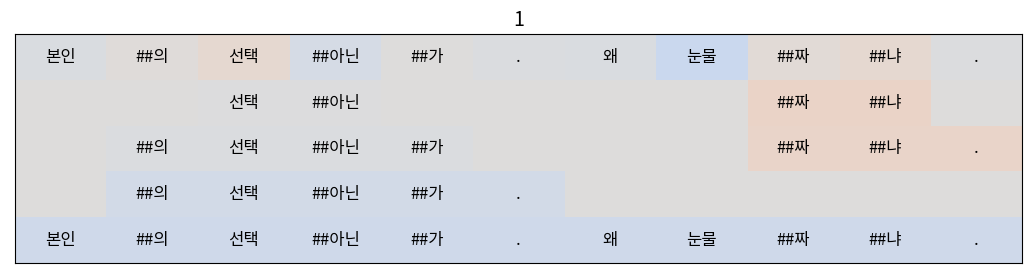 1
본인 ##의 선택 ##아닌 ##가 . 왜 눈물 ##짜 ##냐 .
선택 ##아닌 ##짜 ##냐
##의 선택 ##아닌 ##가 ##짜 ##냐 .
##의 선택 ##아닌 ##가 .
본인 ##의 선택 ##아닌 ##가 . 왜 눈물 ##짜 ##냐 .